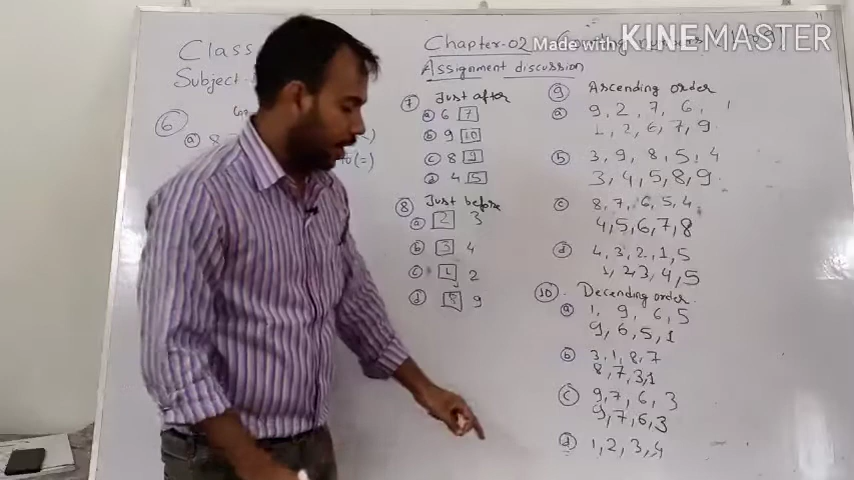 Class
Subject
Chapter-02
Made with KINEMASTER
Assignment discussion
⑥
ⓐ 8
to (=)
⑦ Just after
ⓐ 6 7
ⓑ 9 10
ⓒ 8 9
ⓓ 4 5
⑧ Just before
ⓐ 2 3
ⓑ 3 4
ⓒ 1 2
ⓓ 8 9
⑨ Ascending order
ⓐ 9, 2, 7, 6, 1
1, 2, 6, 7, 9
ⓑ 3, 9, 8, 5, 4
3, 4, 5, 8, 9
ⓒ 8, 7, 6, 5, 4
4, 5, 6, 7, 8
ⓓ 4, 3, 2, 1, 5
1, 2 3, 4, 5
⑩ Decending order
ⓐ 1, 9, 6, 5
9, 6, 5, 1
ⓑ 3, 1, 8, 7
8, 7, 3, 1
ⓒ 9, 7, 6, 3
9, 7, 6, 3
ⓓ 1, 2, 3, 4